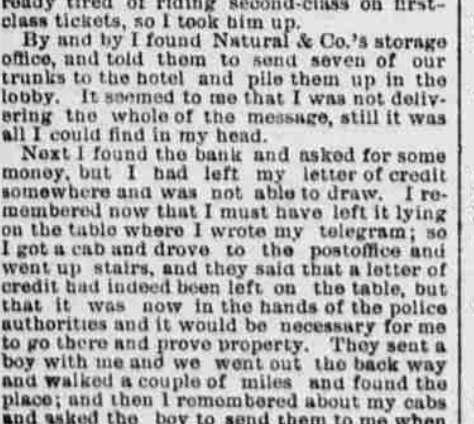 ready tired of riding second-class on first-
class tickets, so I took him up.
By and by I found Natural & Co.'s storage
office, and told them to send seven of our
trunks to the hotel and pile them up in the
lobby. It seemed to me that I was not deliv-
ering the whole of the message, still it was
all I could find in my head.
Next I found the bank and asked for some
money, but I had left my letter of credit
somewhere and was not able to draw. I re-
membered now that I must have left it lying
on the table where I wrote my telegram; so
I got a cab and drove to the postoffice and
went up stairs, and they said that a letter of
credit had indeed been left on the table, but
that it was now in the hands of the police
authorities and it would be necessary for me
to go there and prove property. They sent a
boy with me and we went out the back way
and walked a couple of miles and found the
place; and then I remembered about my cabs
and asked the boy to send them to me when